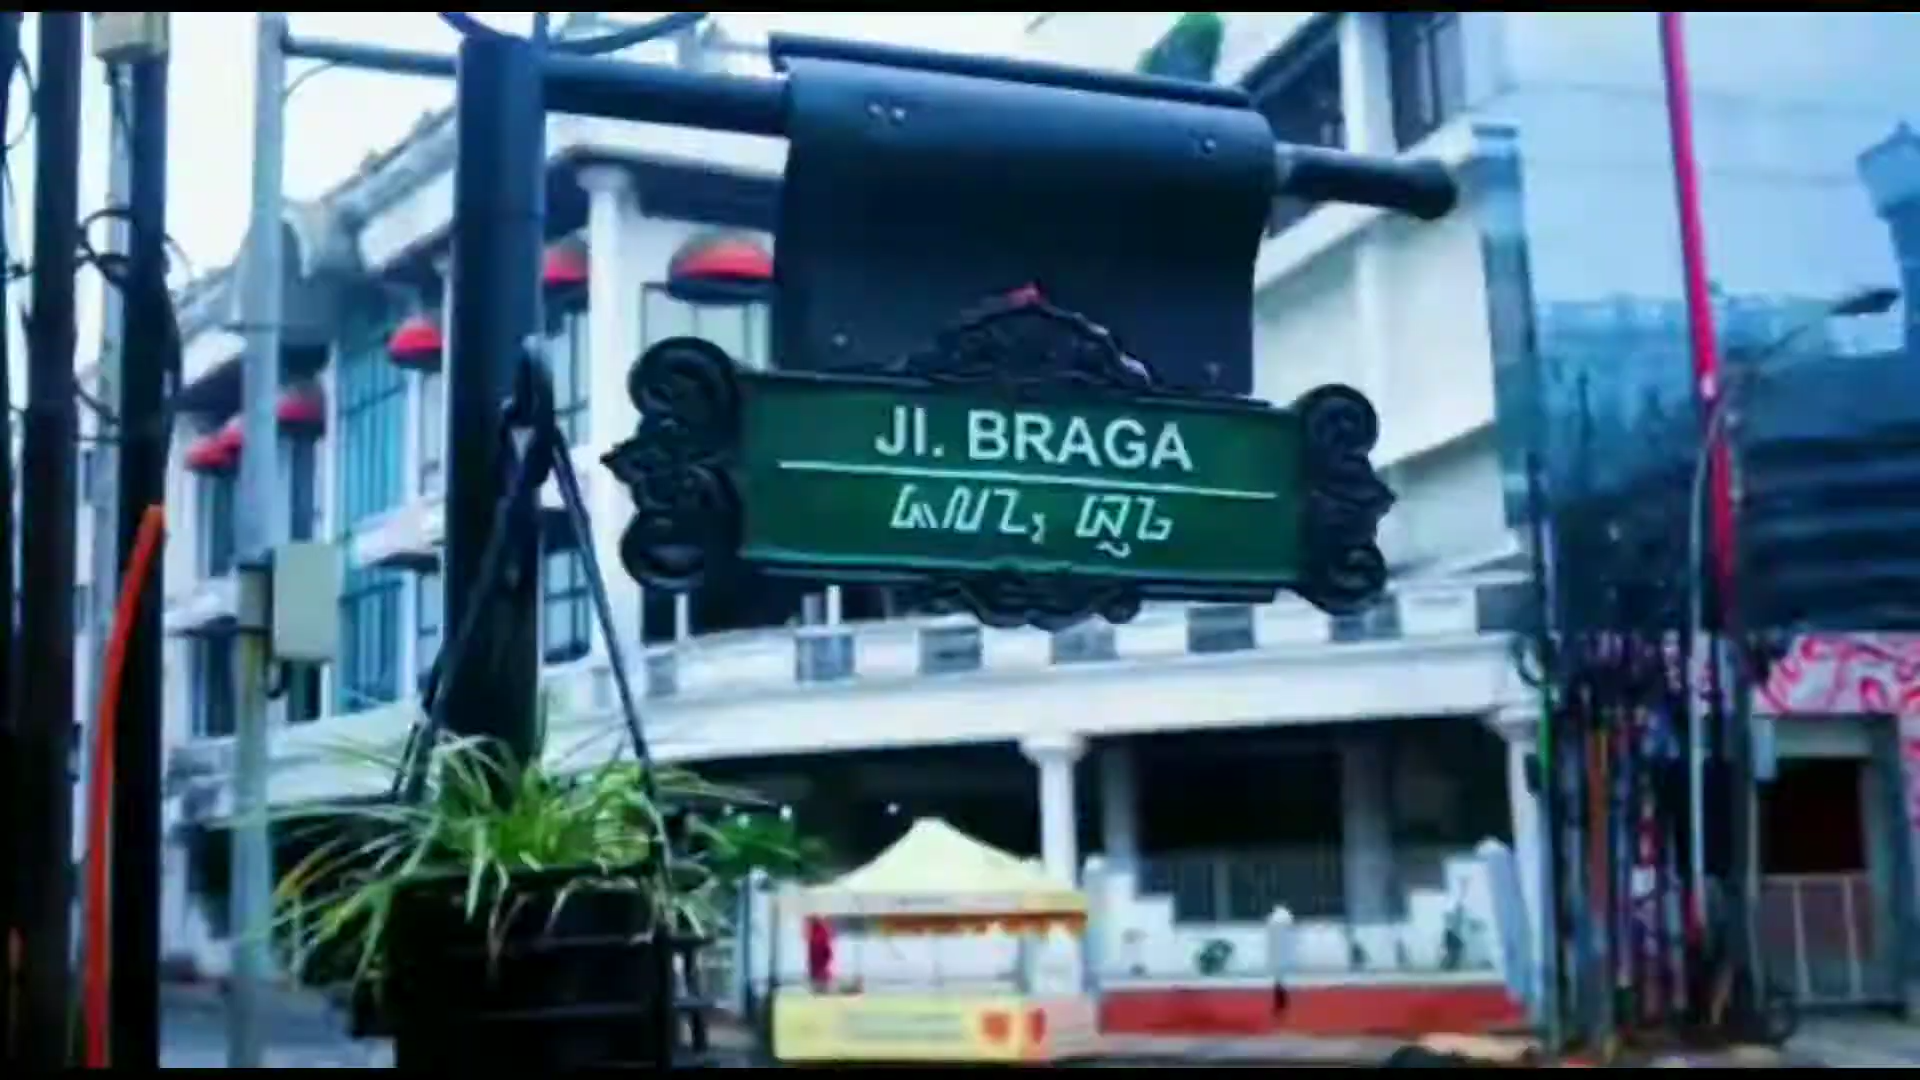 Jl. BRAGA
ᮏᮜᮔ᮪, ᮘᮢᮌ